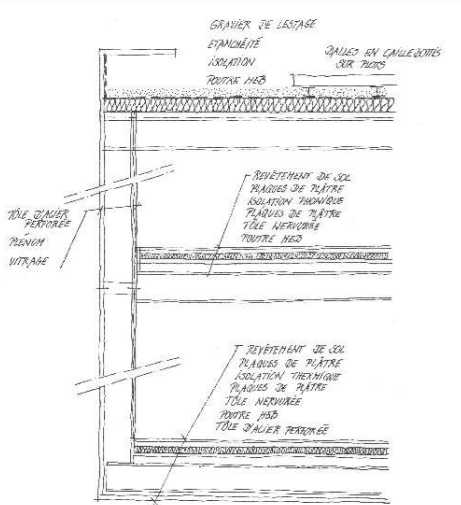 GRAVIER DE LESTAGE
ETANCHÉITÉ
ISOLATION
POUTRE HEB
DALLES EN CAILLEBOTIS
SUR PLOTS
REVÊTEMENT DE SOL
PLAQUES DE PLÂTRE
ISOLATION PHONIQUE
PLAQUES DE PLÂTRE
TÔLE NERVURÉE
POUTRE HEB
TÔLE D'ACIER
PERFORÉE
PLENUM
VITRAGE
REVÊTEMENT DE SOL
PLAQUES DE PLÂTRE
ISOLATION THERMIQUE
PLAQUES DE PLÂTRE
TÔLE NERVURÉE
POUTRE HEB
TÔLE D'ACIER PERFORÉE